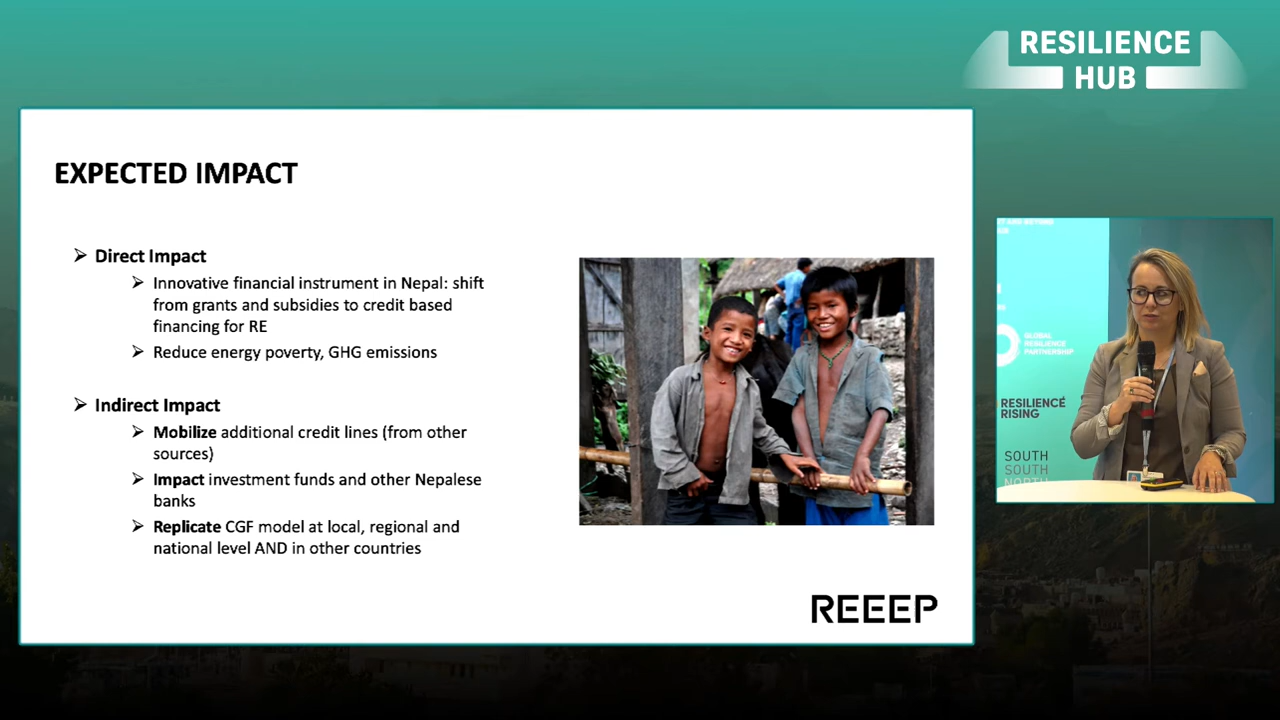 RESILIENCE
HUB
EXPECTED IMPACT
➢ Direct Impact
➢ Innovative financial instrument in Nepal: shift
from grants and subsidies to credit based
financing for RE
➢ Reduce energy poverty, GHG emissions
➢ Indirect Impact
➢ Mobilize additional credit lines (from other
sources)
➢ Impact investment funds and other Nepalese
banks
➢ Replicate CGF model at local, regional and
national level AND in other countries
REEEP
GLOBAL
RESILIENCE
PARTNERSHIP
RESILIENCE
RISING
SOUTH
SOUTH
NORTH